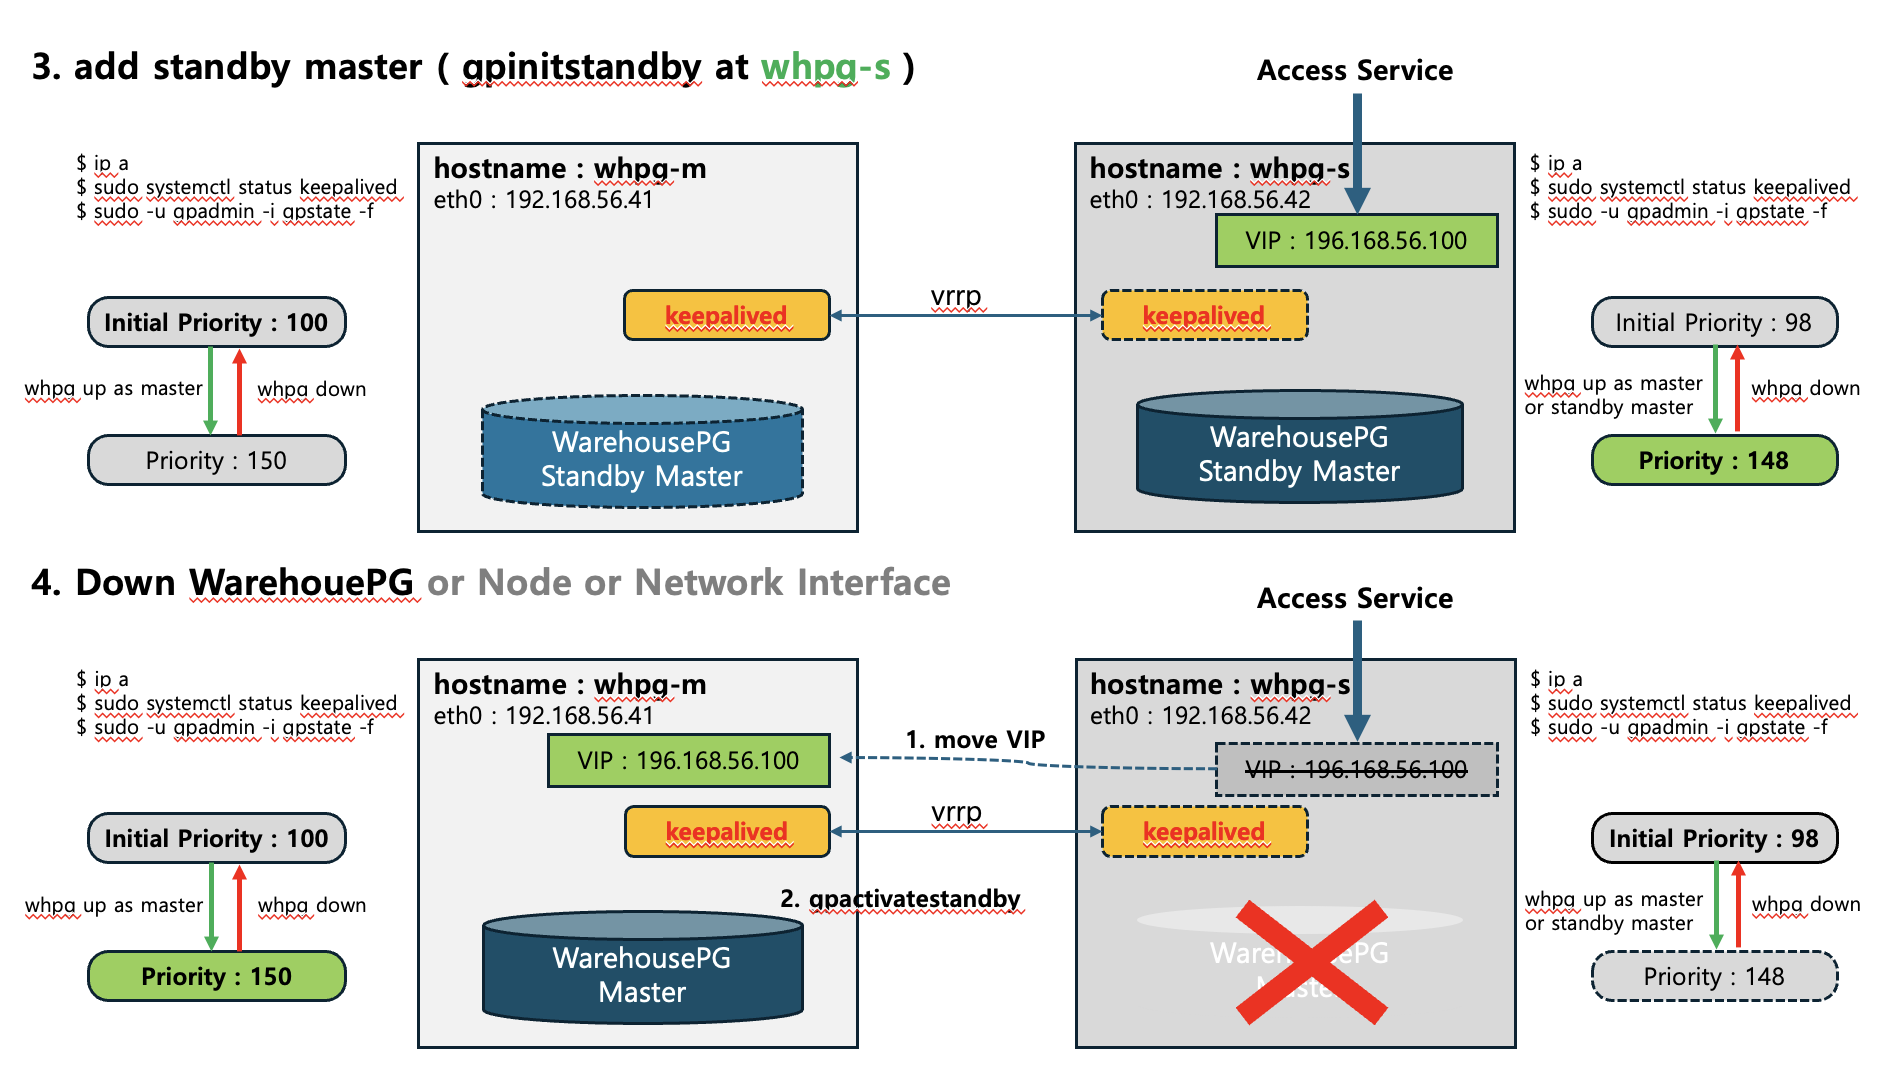 3. add standby master ( gpinitstandby at whpg-s )
Access Service
$ ip a
$ sudo systemctl status keepalived
$ sudo -u gpadmin -i gpstate -f
hostname : whpg-m
eth0 : 192.168.56.41
hostname : whpg-s
eth0 : 192.168.56.42
VIP : 196.168.56.100
$ ip a
$ sudo systemctl status keepalived
$ sudo -u gpadmin -i gpstate -f
Initial Priority : 100
whpg up as master
whpg down
Priority : 150
keepalived
vrrp
keepalived
WarehousePG
Standby Master
WarehousePG
Standby Master
Initial Priority : 98
whpg up as master
or standby master
whpg down
Priority : 148
4. Down WarehouePG or Node or Network Interface
Access Service
$ ip a
$ sudo systemctl status keepalived
$ sudo -u gpadmin -i gpstate -f
hostname : whpg-m
eth0 : 192.168.56.41
VIP : 196.168.56.100
1. move VIP
hostname : whpg-s
eth0 : 192.168.56.42
VIP : 196.168.56.100
$ ip a
$ sudo systemctl status keepalived
$ sudo -u gpadmin -i gpstate -f
Initial Priority : 100
whpg up as master
whpg down
Priority : 150
keepalived
vrrp
keepalived
2. gpactivatestandby
WarehousePG
Master
WarehousePG
Master
Initial Priority : 98
whpg up as master
or standby master
whpg down
Priority : 148